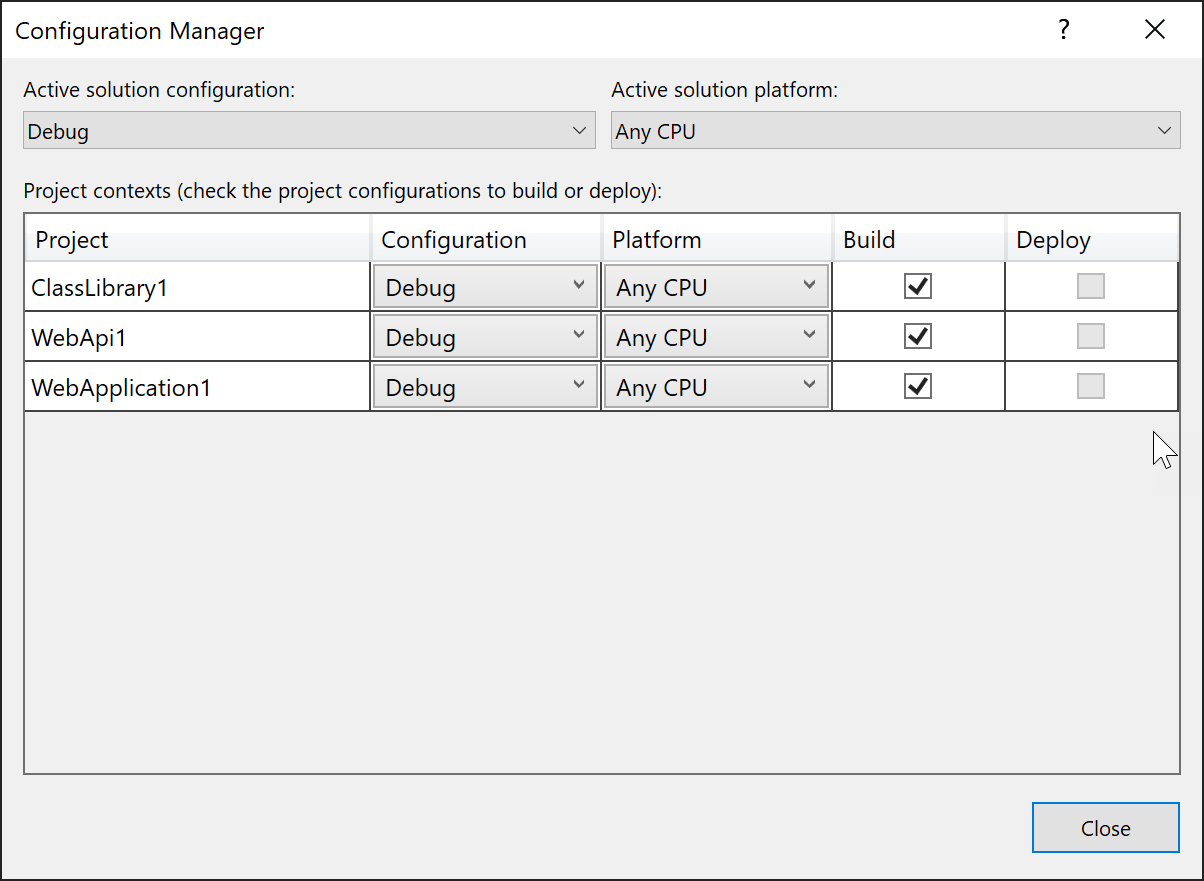 Configuration Manager ?
Active solution configuration: Active solution platform:
Debug Any CPU
Project contexts (check the project configurations to build or deploy):
Project Configuration Platform Build Deploy
ClassLibrary1 Debug Any CPU
WebApi1 Debug Any CPU
WebApplication1 Debug Any CPU
Close